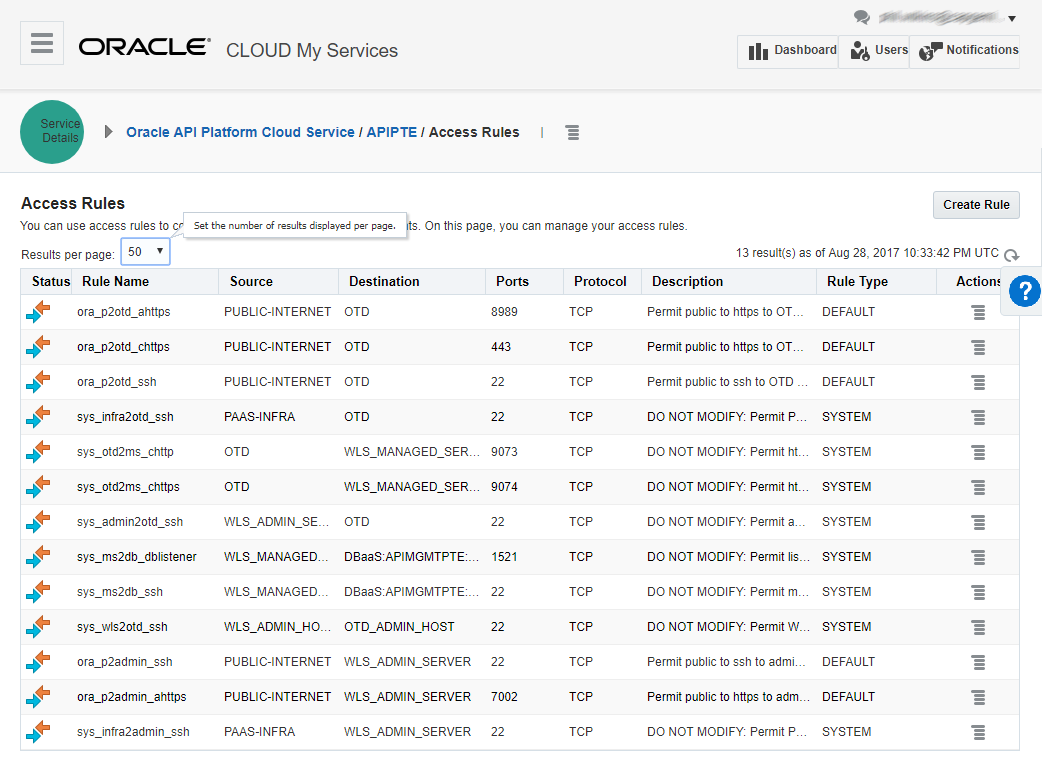 ORACLE® CLOUD My Services
Dashboard Users Notifications
Service Details
Oracle API Platform Cloud Service / APIPTE / Access Rules |
Access Rules
Create Rule
You can use access rules to
Set the number of results displayed per page.
On this page, you can manage your access rules.
Results per page: 50
13 result(s) as of Aug 28, 2017 10:33:42 PM UTC
?
Status Rule Name Source Destination Ports Protocol Description Rule Type Actions
ora_p2otd_ahttps PUBLIC-INTERNET OTD 8989 TCP Permit public to https to OT... DEFAULT
ora_p2otd_chttps PUBLIC-INTERNET OTD 443 TCP Permit public to https to OT... DEFAULT
ora_p2otd_ssh PUBLIC-INTERNET OTD 22 TCP Permit public to ssh to OTD ... DEFAULT
sys_infra2otd_ssh PAAS-INFRA OTD 22 TCP DO NOT MODIFY: Permit P... SYSTEM
sys_otd2ms_chttp OTD WLS_MANAGED_SER... 9073 TCP DO NOT MODIFY: Permit ht... SYSTEM
sys_otd2ms_chttps OTD WLS_MANAGED_SER... 9074 TCP DO NOT MODIFY: Permit ht... SYSTEM
sys_admin2otd_ssh WLS_ADMIN_SE... OTD 22 TCP DO NOT MODIFY: Permit a... SYSTEM
sys_ms2db_dblistener WLS_MANAGED... DBaaS:APIMGMTPTE:... 1521 TCP DO NOT MODIFY: Permit lis... SYSTEM
sys_ms2db_ssh WLS_MANAGED... DBaaS:APIMGMTPTE:... 22 TCP DO NOT MODIFY: Permit m... SYSTEM
sys_wls2otd_ssh WLS_ADMIN_HO... OTD_ADMIN_HOST 22 TCP DO NOT MODIFY: Permit W... SYSTEM
ora_p2admin_ssh PUBLIC-INTERNET WLS_ADMIN_SERVER 22 TCP Permit public to ssh to admi... DEFAULT
ora_p2admin_ahttps PUBLIC-INTERNET WLS_ADMIN_SERVER 7002 TCP Permit public to https to adm... DEFAULT
sys_infra2admin_ssh PAAS-INFRA WLS_ADMIN_SERVER 22 TCP DO NOT MODIFY: Permit P... SYSTEM